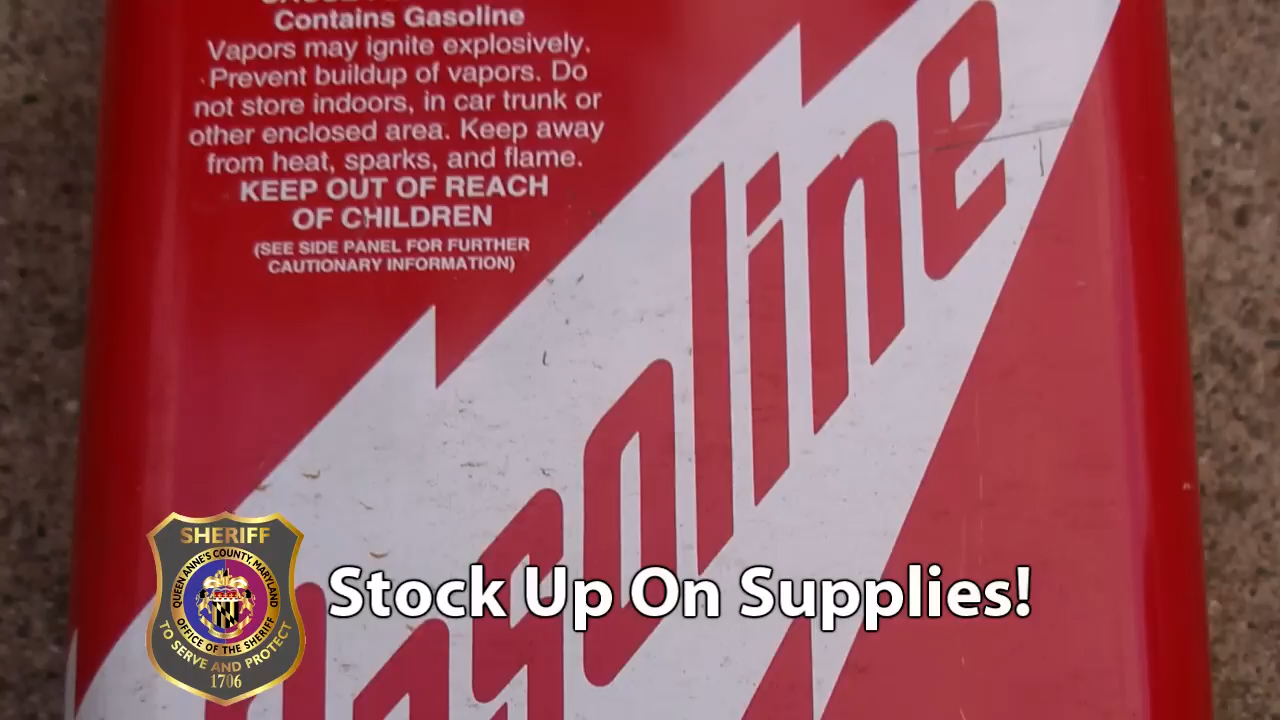 Contains Gasoline
Vapors may ignite explosively.
Prevent buildup of vapors. Do
not store indoors, in car trunk or
other enclosed area. Keep away
from heat, sparks, and flame.
KEEP OUT OF REACH
OF CHILDREN
(SEE SIDE PANEL FOR FURTHER
CAUTIONARY INFORMATION)
gasoline
SHERIFF
QUEEN ANNE'S COUNTY, MARYLAND
OFFICE OF THE SHERIFF
TO SERVE AND PROTECT
1706
Stock Up On Supplies!